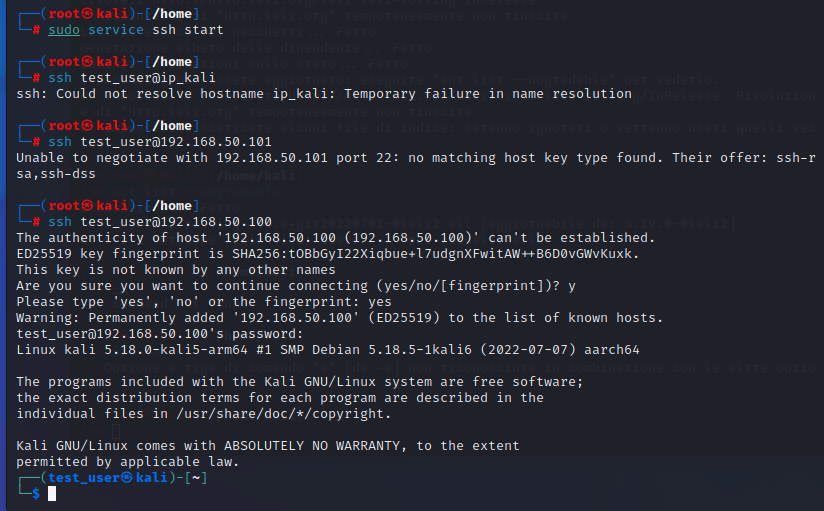 ┌──(root㉿kali)-[/home]
└─# sudo service ssh start
┌──(root㉿kali)-[/home]
└─# ssh test_user@ip_kali
ssh: Could not resolve hostname ip_kali: Temporary failure in name resolution
┌──(root㉿kali)-[/home]
└─# ssh test_user@192.168.50.101
Unable to negotiate with 192.168.50.101 port 22: no matching host key type found. Their offer: ssh-r
sa,ssh-dss
┌──(root㉿kali)-[/home]
└─# ssh test_user@192.168.50.100
The authenticity of host '192.168.50.100 (192.168.50.100)' can't be established.
ED25519 key fingerprint is SHA256:tOBbGyI22Xiqbue+l7udgnXFwitAW++B6D0vGWvKuxk.
This key is not known by any other names
Are you sure you want to continue connecting (yes/no/[fingerprint])? y
Please type 'yes', 'no' or the fingerprint: yes
Warning: Permanently added '192.168.50.100' (ED25519) to the list of known hosts.
test_user@192.168.50.100's password:
Linux kali 5.18.0-kali5-arm64 #1 SMP Debian 5.18.5-1kali6 (2022-07-07) aarch64
The programs included with the Kali GNU/Linux system are free software;
the exact distribution terms for each program are described in the
individual files in /usr/share/doc/*/copyright.
Kali GNU/Linux comes with ABSOLUTELY NO WARRANTY, to the extent
permitted by applicable law.
┌──(test_user㉿kali)-[~]
└─$